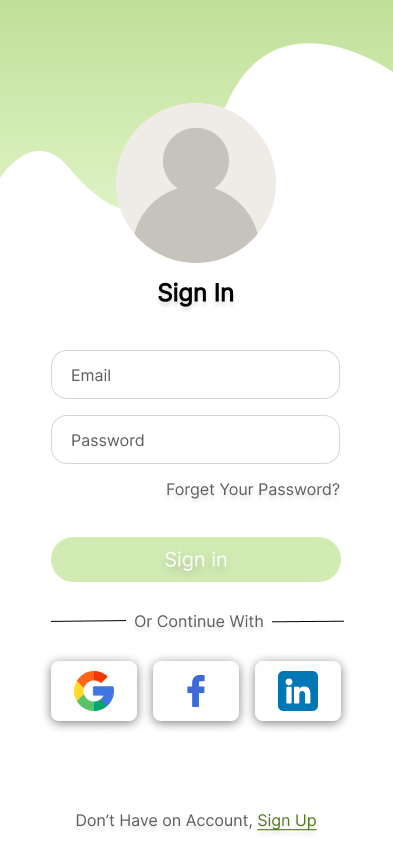 Sign In
Email
Password
Forget Your Password?
Sign in
Or Continue With
in
Don’t Have on Account, Sign Up